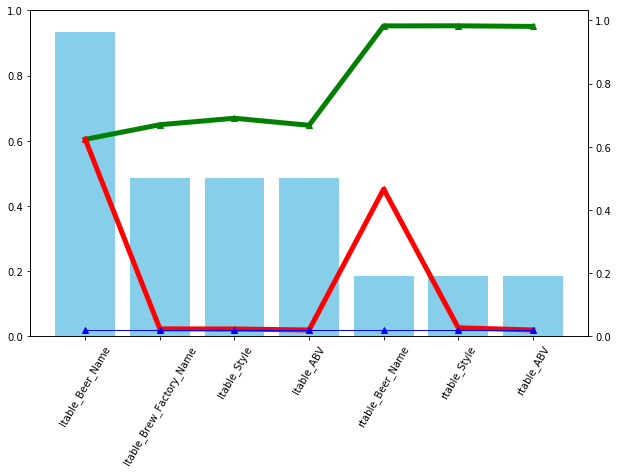 1.0
0.8
0.6
0.4
0.2
0.0
1.0
0.8
0.6
0.4
0.2
0.0
ltable_Beer_Name
ltable_Brew_Factory_Name
ltable_Style
ltable_ABV
rtable_Beer_Name
rtable_Style
rtable_ABV